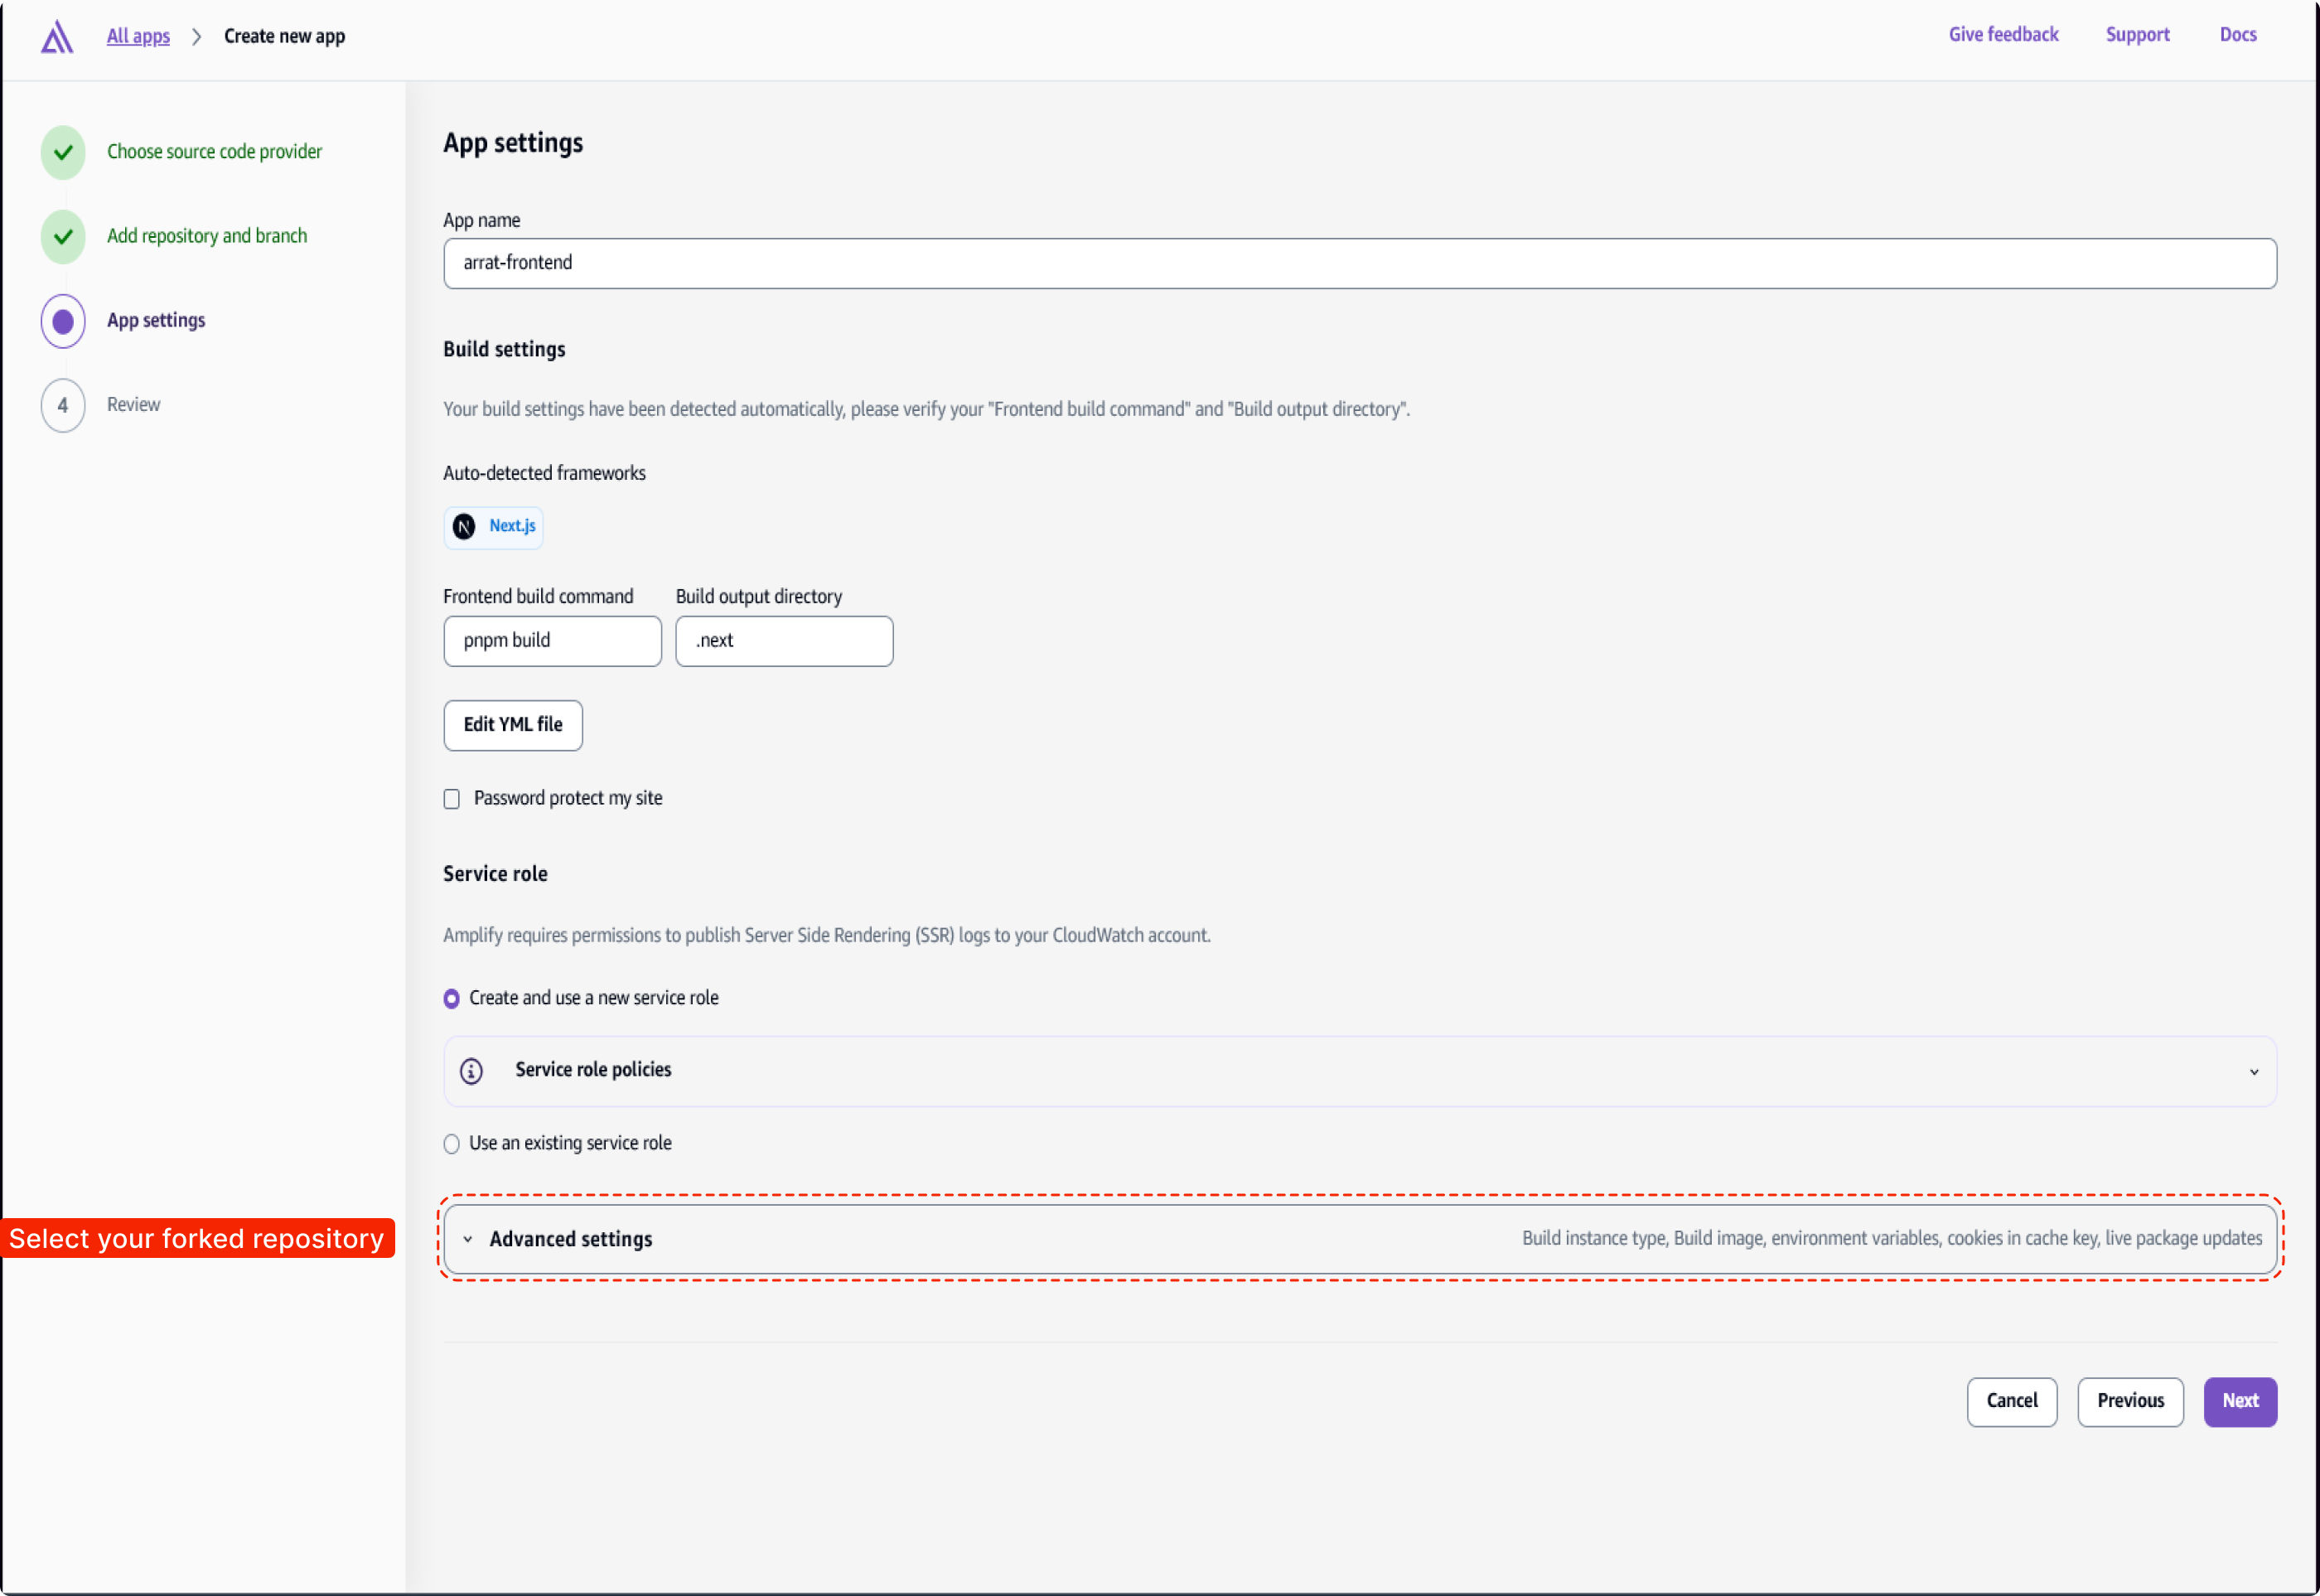 All apps > Create new app
Give feedback
Support
Docs
Choose source code provider
Add repository and branch
App settings
4
Review
App settings
App name
arrat-frontend
Build settings
Your build settings have been detected automatically, please verify your "Frontend build command" and "Build output directory".
Auto-detected frameworks
N Next.js
Frontend build command
Build output directory
pnpm build
.next
Edit YML file
Password protect my site
Service role
Amplify requires permissions to publish Server Side Rendering (SSR) logs to your CloudWatch account.
Create and use a new service role
Service role policies
Use an existing service role
Select your forked repository
Advanced settings
Build instance type, Build image, environment variables, cookies in cache key, live package updates
Cancel
Previous
Next